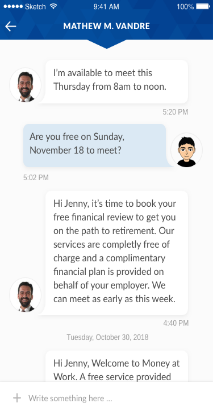 Sketch 9:41 AM 100%
MATHEW M. VANDRE
I'm available to meet this
Thursday from 8am to noon.
5:20 PM
Are you free on Sunday,
November 18 to meet?
5:02 PM
Hi Jenny, it's time to book your
free finanical review to get you
on the path to retirement. Our
services are completly free of
charge and a complimentary
financial plan is provided on
behalf of your employer. We
can meet as early as this week.
4:40 PM
Tuesday, October 30, 2018
Hi Jenny, Welcome to Money at
Work. A free service provided
Write something here ...